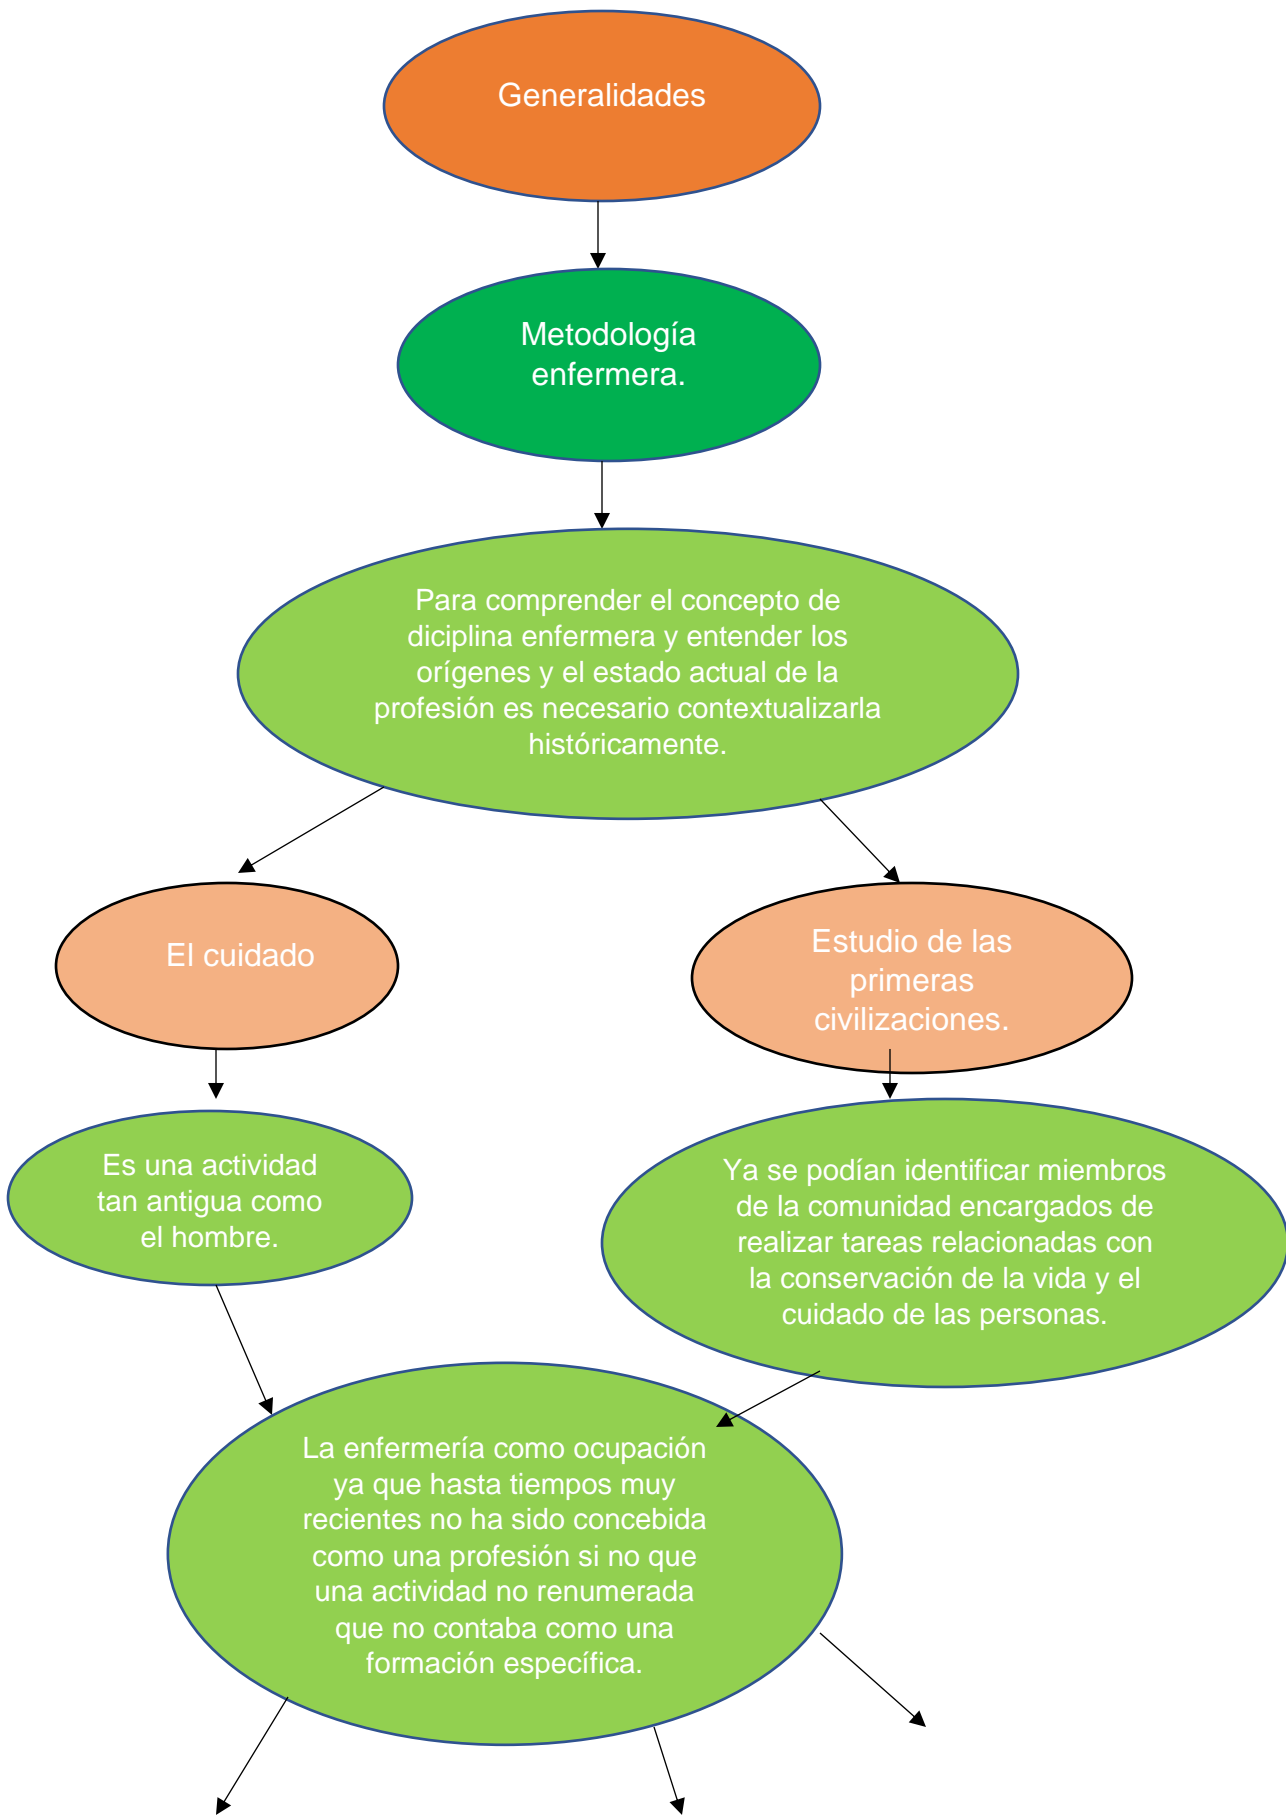 Generalidades
Metodología
enfermera.
Para comprender el concepto de
diciplina enfermera y entender los
orígenes y el estado actual de la
profesión es necesario contextualizarla
históricamente.
El cuidado
Estudio de las
primeras
civilizaciones.
Es una actividad
tan antigua como
el hombre.
Ya se podían identificar miembros
de la comunidad encargados de
realizar tareas relacionadas con
la conservación de la vida y el
cuidado de las personas.
La enfermería como ocupación
ya que hasta tiempos muy
recientes no ha sido concebida
como una profesión si no que
una actividad no renumerada
que no contaba como una
formación específica.